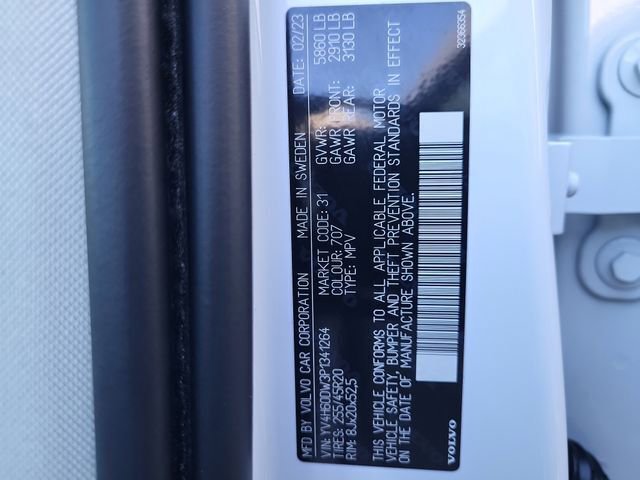 MFD BY VOLVO CAR CORPORATION MADE IN SWEDEN DATE: 02/23
VIN: YV4H60DW3P1341264 MARKET CODE: 31 GVWR: 5860 LB
TIRES: 255/45R20 COLOUR: 707 GAWR FRONT: 2910 LB
RIM: 8Jx20x52,5 TYPE: MPV GAWR REAR: 3130 LB
THIS VEHICLE CONFORMS TO ALL APPLICABLE FEDERAL MOTOR
VEHICLE SAFETY, BUMPER AND THEFT PREVENTION STANDARDS IN EFFECT
ON THE DATE OF MANUFACTURE SHOWN ABOVE.
VOLVO
32366354